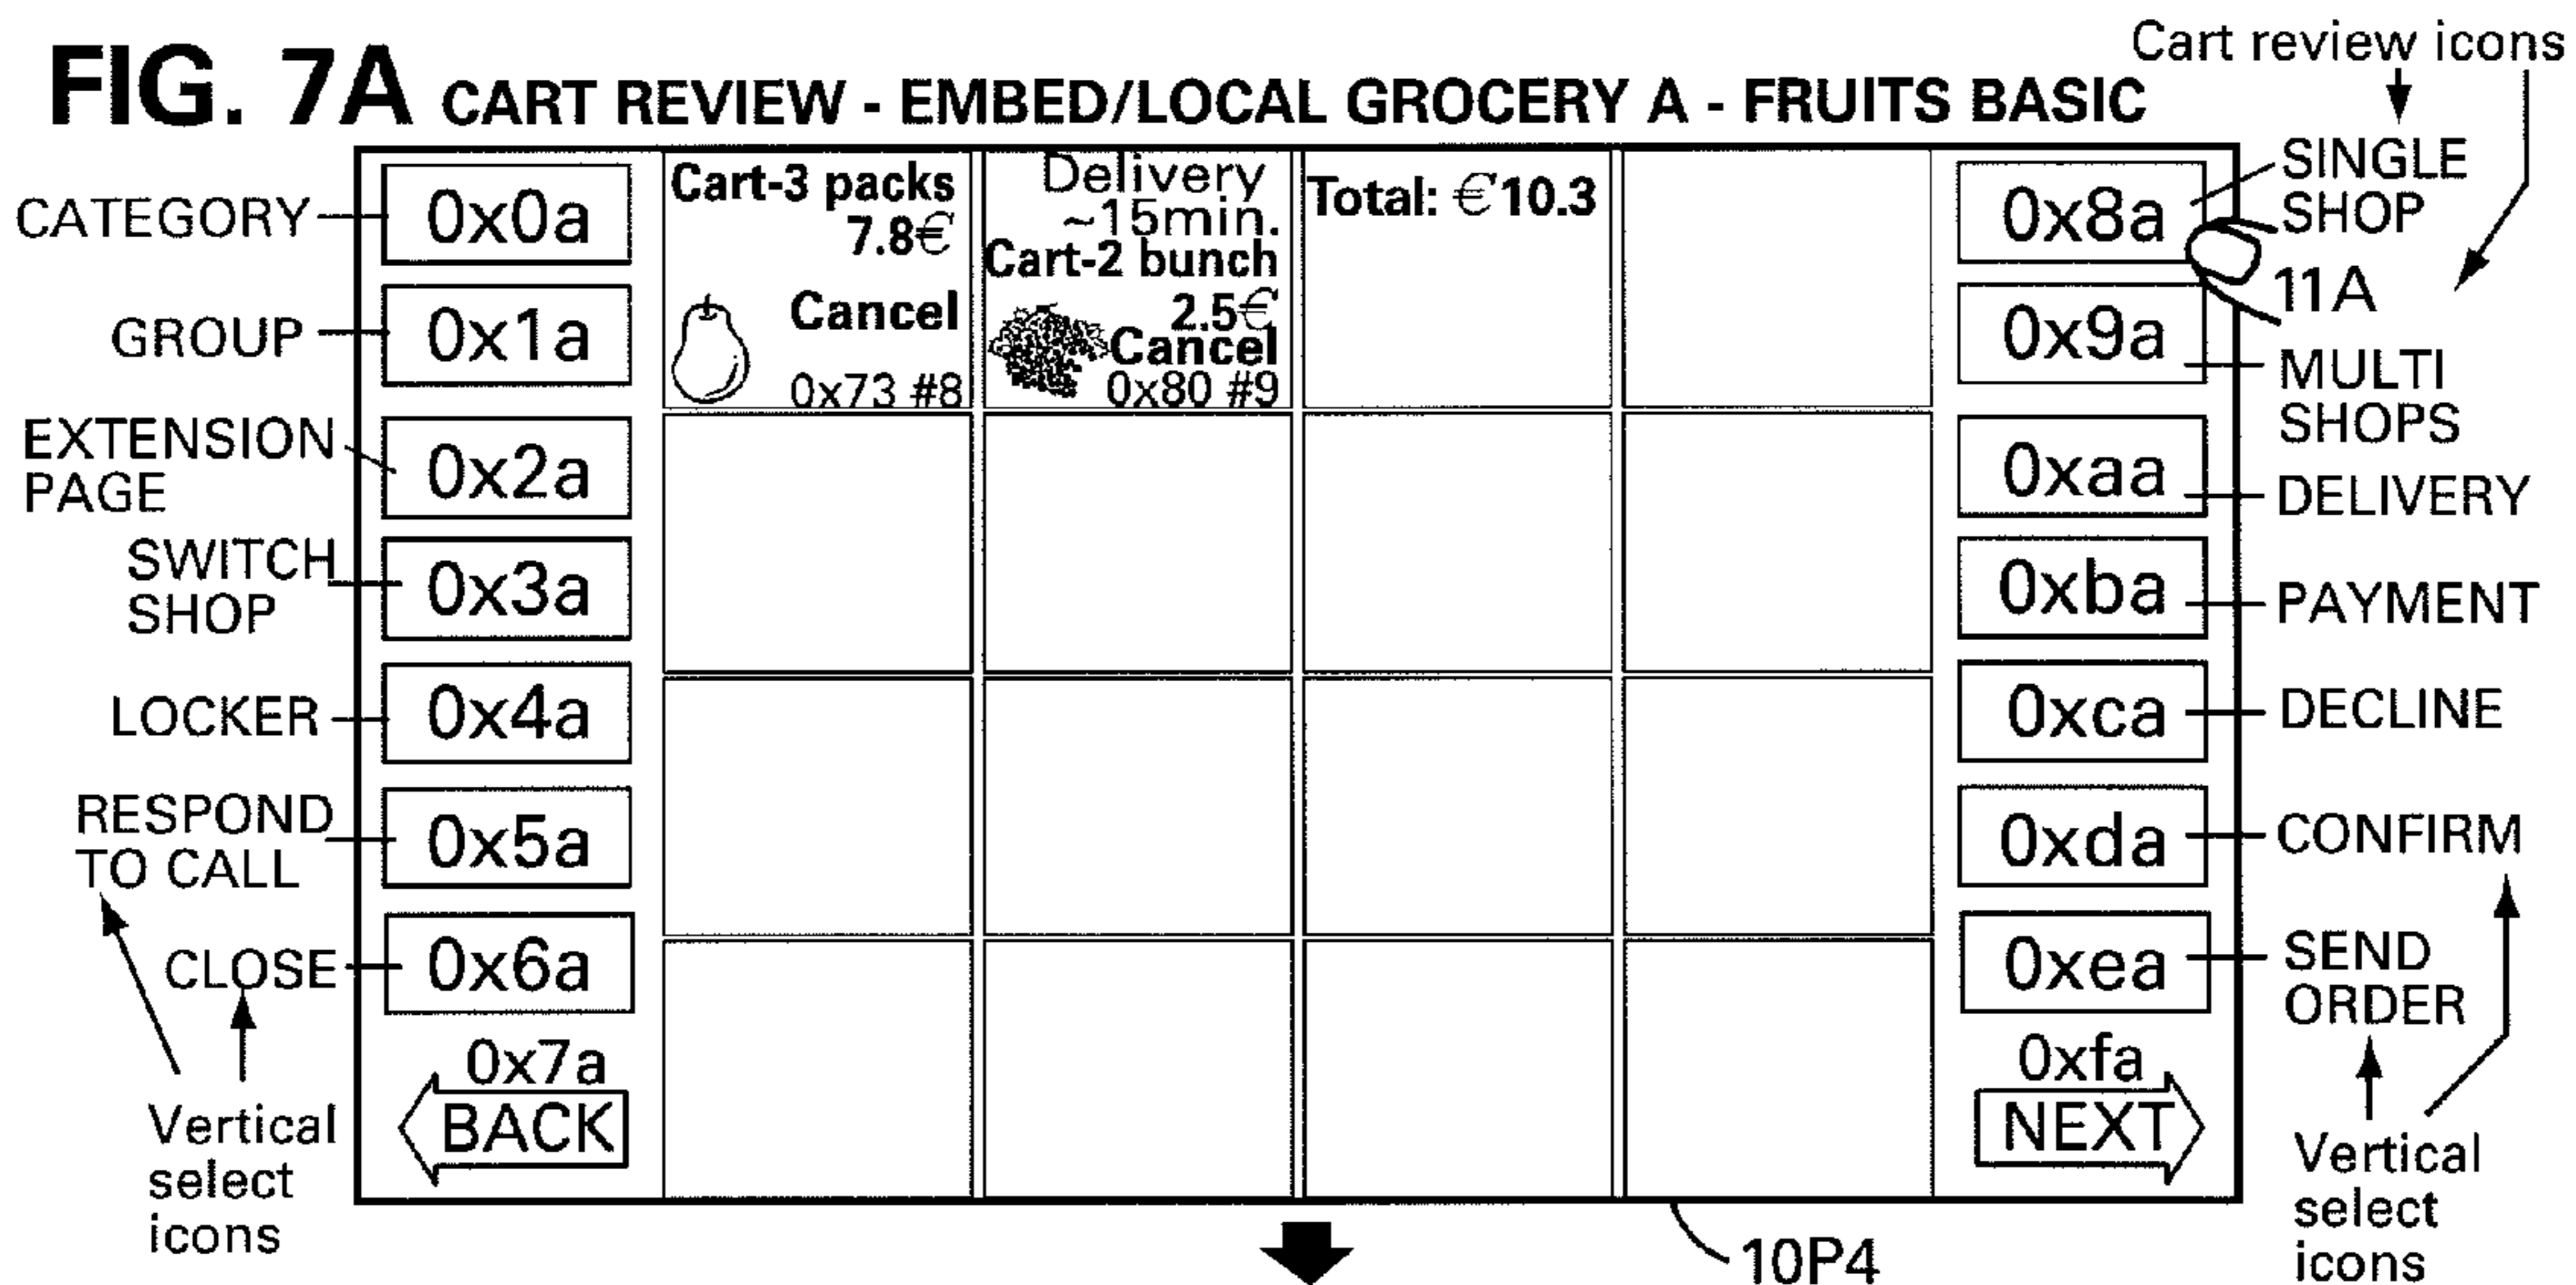 Cart review icons
FIG. 7A CART REVIEW - EMBED/LOCAL GROCERY A - FRUITS BASIC
CATEGORY
0x0a
GROUP
0x1a
EXTENSION
PAGE
0x2a
SWITCH
SHOP
0x3a
LOCKER
0x4a
RESPOND
TO CALL
0x5a
CLOSE
0x6a
0x7a
BACK
Vertical
select
icons
Cart-3 packs
7.8€
Cancel
0x73 #8
Delivery
~15min.
Cart-2 bunch
2.5€
Cancel
0x80 #9
Total: €10.3
0x8a
SINGLE
SHOP
11A
0x9a
MULTI
SHOPS
0xaa
DELIVERY
0xba
PAYMENT
0xca
DECLINE
0xda
CONFIRM
0xea
SEND
ORDER
0xfa
NEXT
Vertical
select
icons
10P4